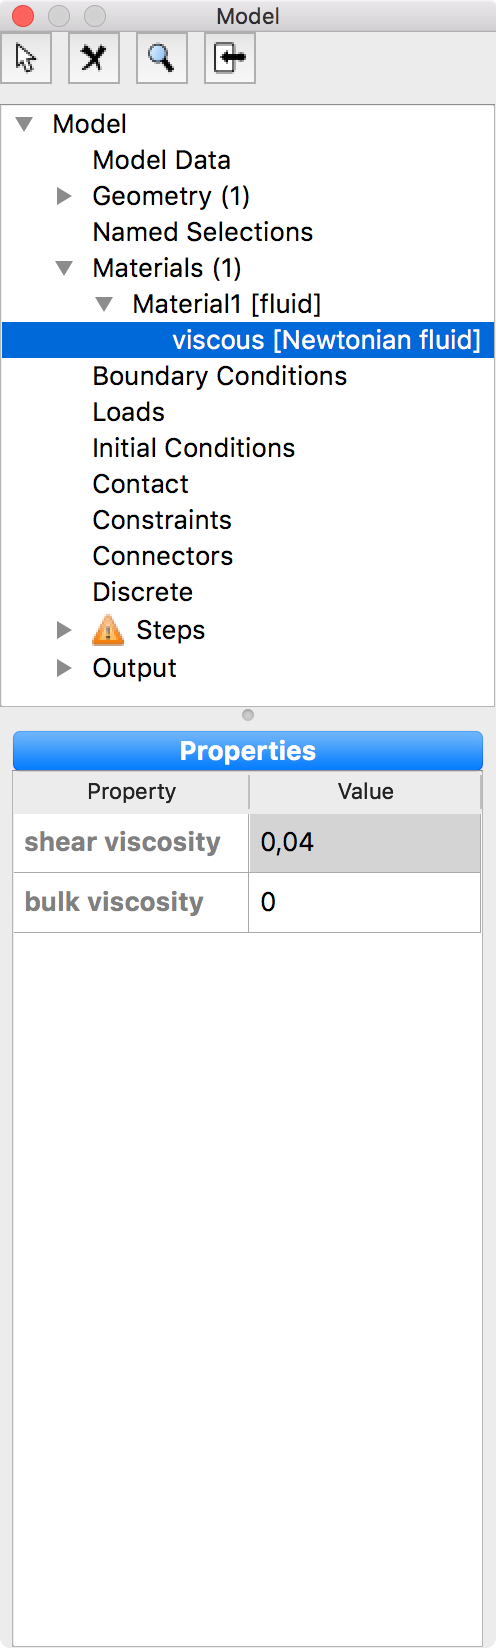 Model
Model
Model Data
Geometry (1)
Named Selections
Materials (1)
Material1 [fluid]
viscous [Newtonian fluid]
Boundary Conditions
Loads
Initial Conditions
Contact
Constraints
Connectors
Discrete
Steps
Output
Properties
Property Value
shear viscosity 0,04
bulk viscosity 0